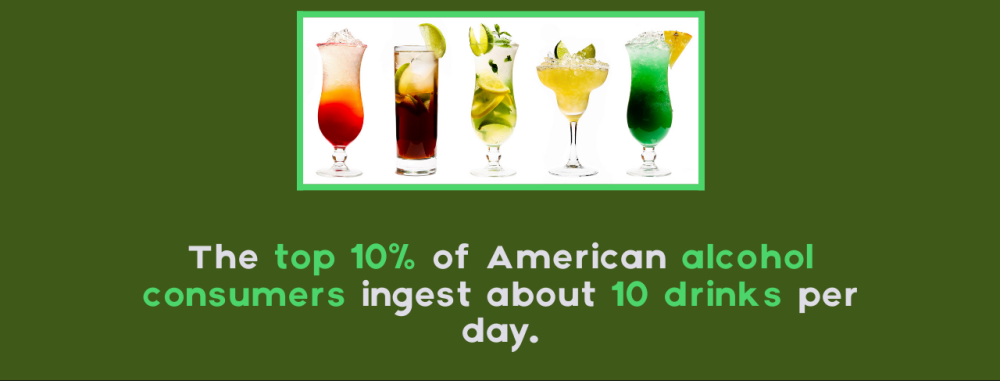 The top 10% of American alcohol
consumers ingest about 10 drinks per
day.